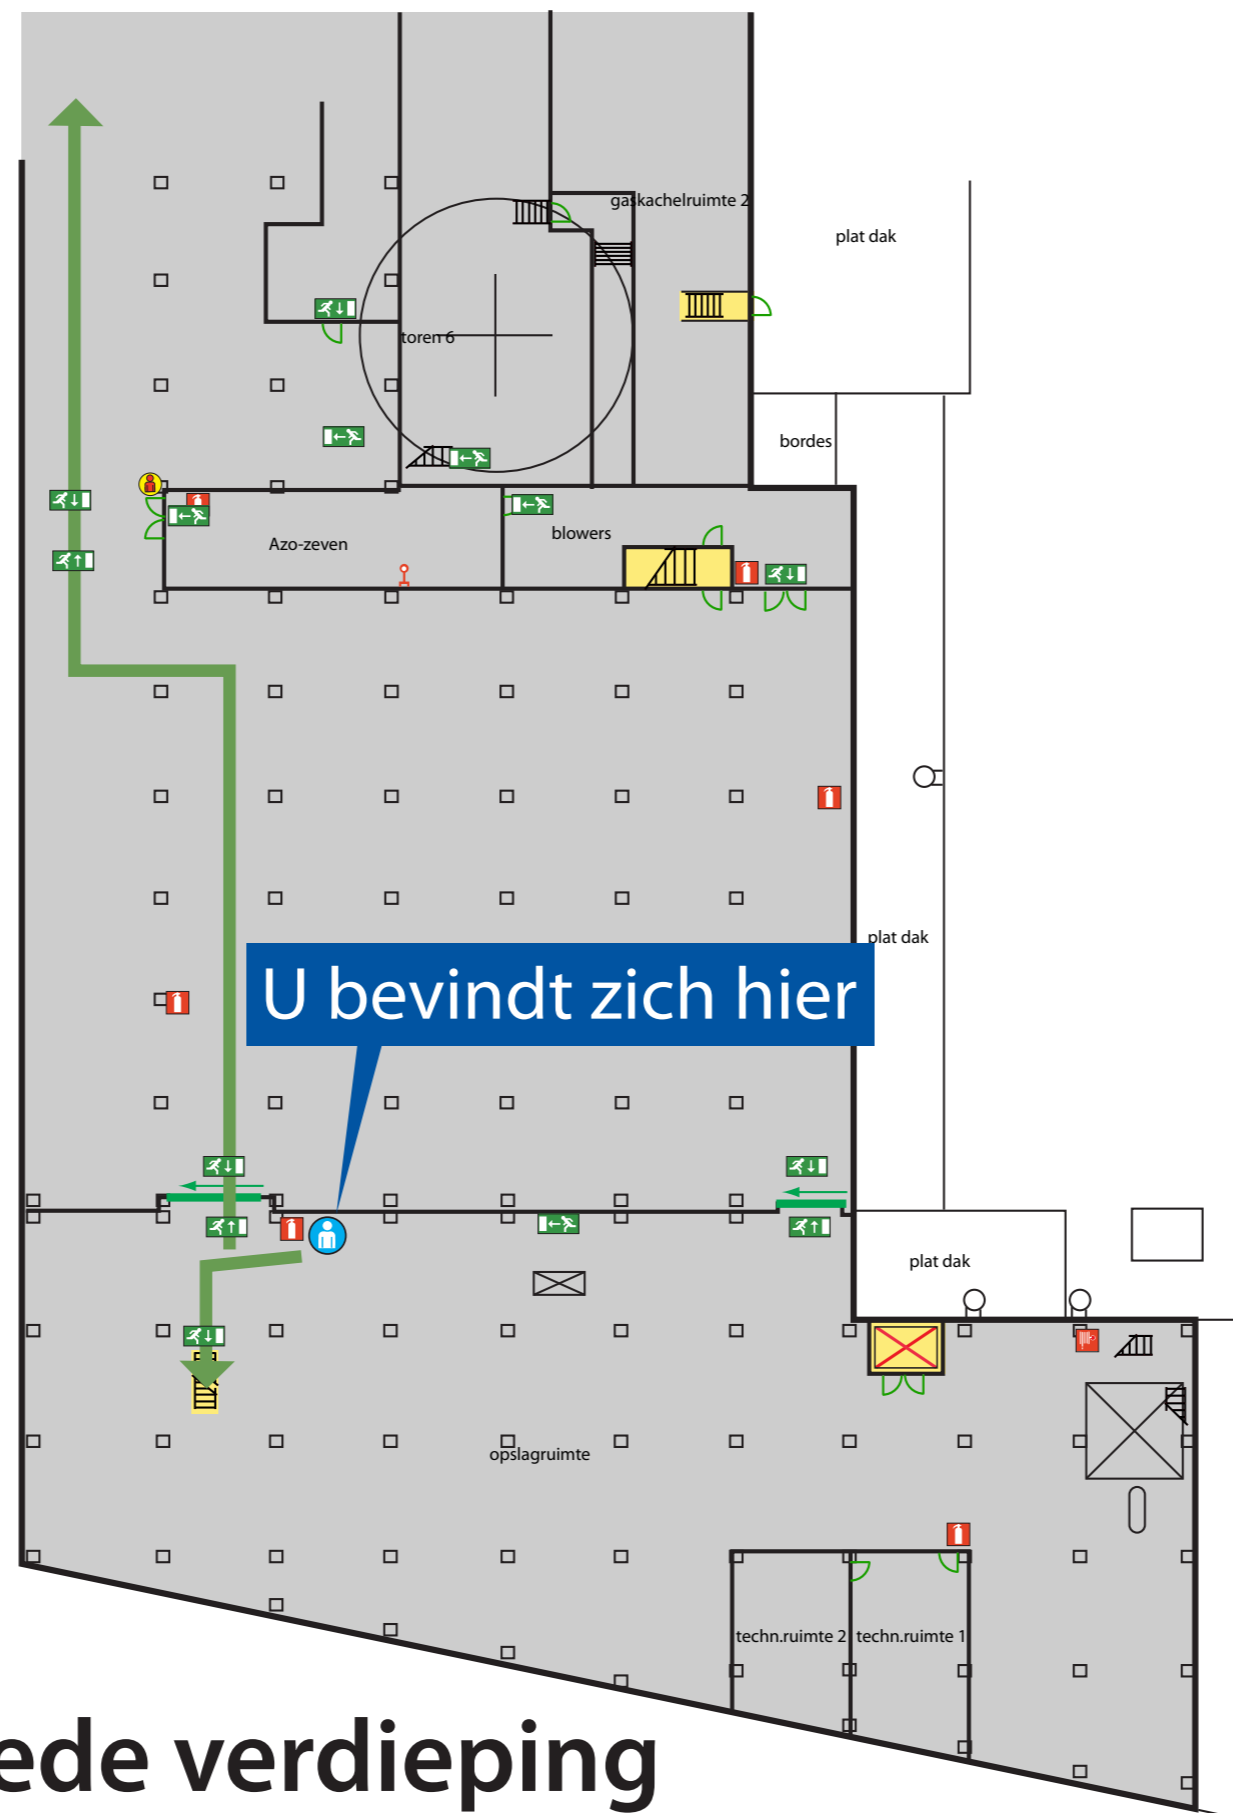 gaskachelruimte 2
plat dak
toren 6
bordes
Azo-zeven
blowers
plat dak
U bevindt zich hier
plat dak
opslagruimte
techn.ruimte 2
techn.ruimte 1
ede verdieping